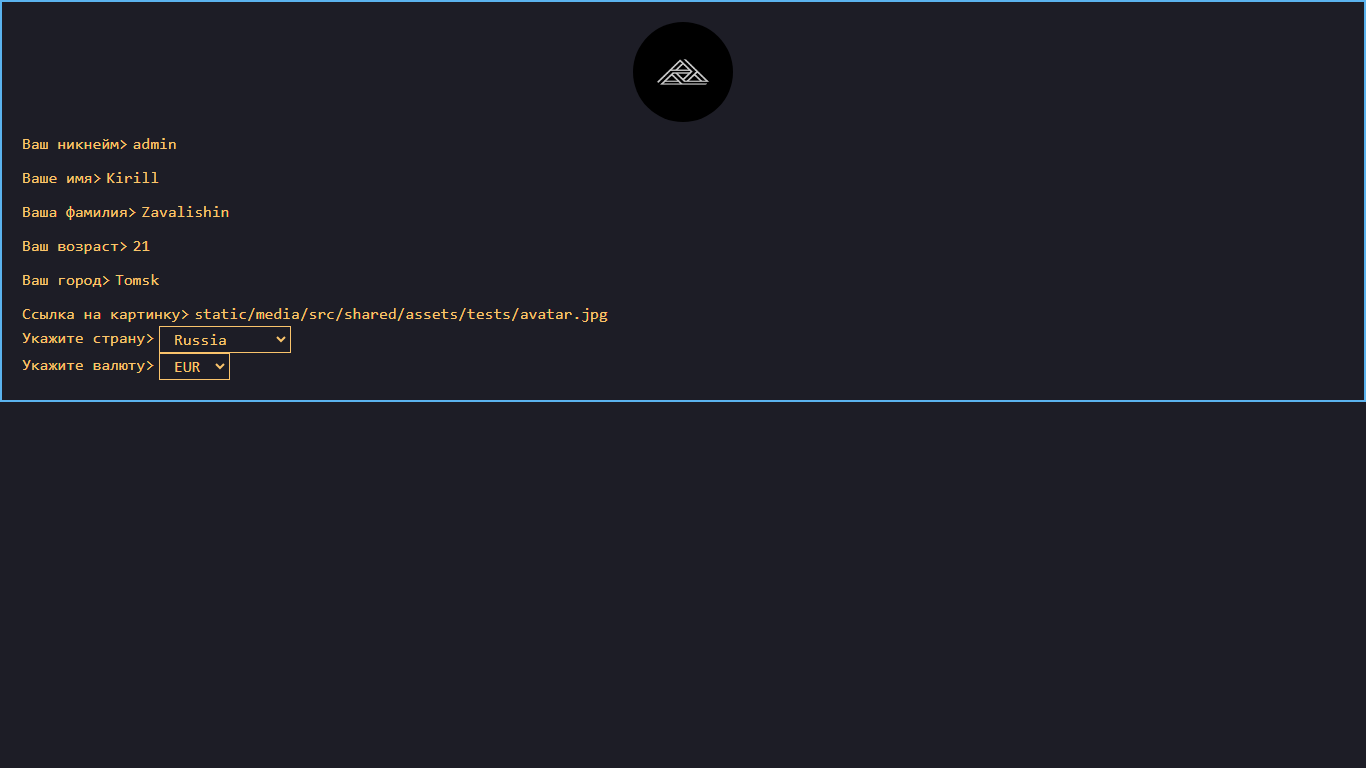 Ваш никнейм> admin
Ваше имя> Kirill
Ваша фамилия> Zavalishin
Ваш возраст> 21
Ваш город> Tomsk
Ссылка на картинку> static/media/src/shared/assets/tests/avatar.jpg
Укажите страну> Russia
Укажите валюту> EUR